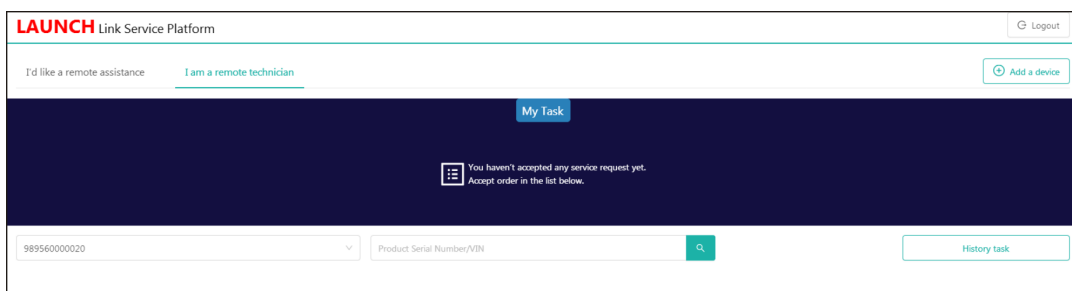 LAUNCH Link Service Platform
Logout
I'd like a remote assistance
I am a remote technician
Add a device
My Task
You haven't accepted any service request yet.
Accept order in the list below.
989560000020
Product Serial Number/VIN
History task